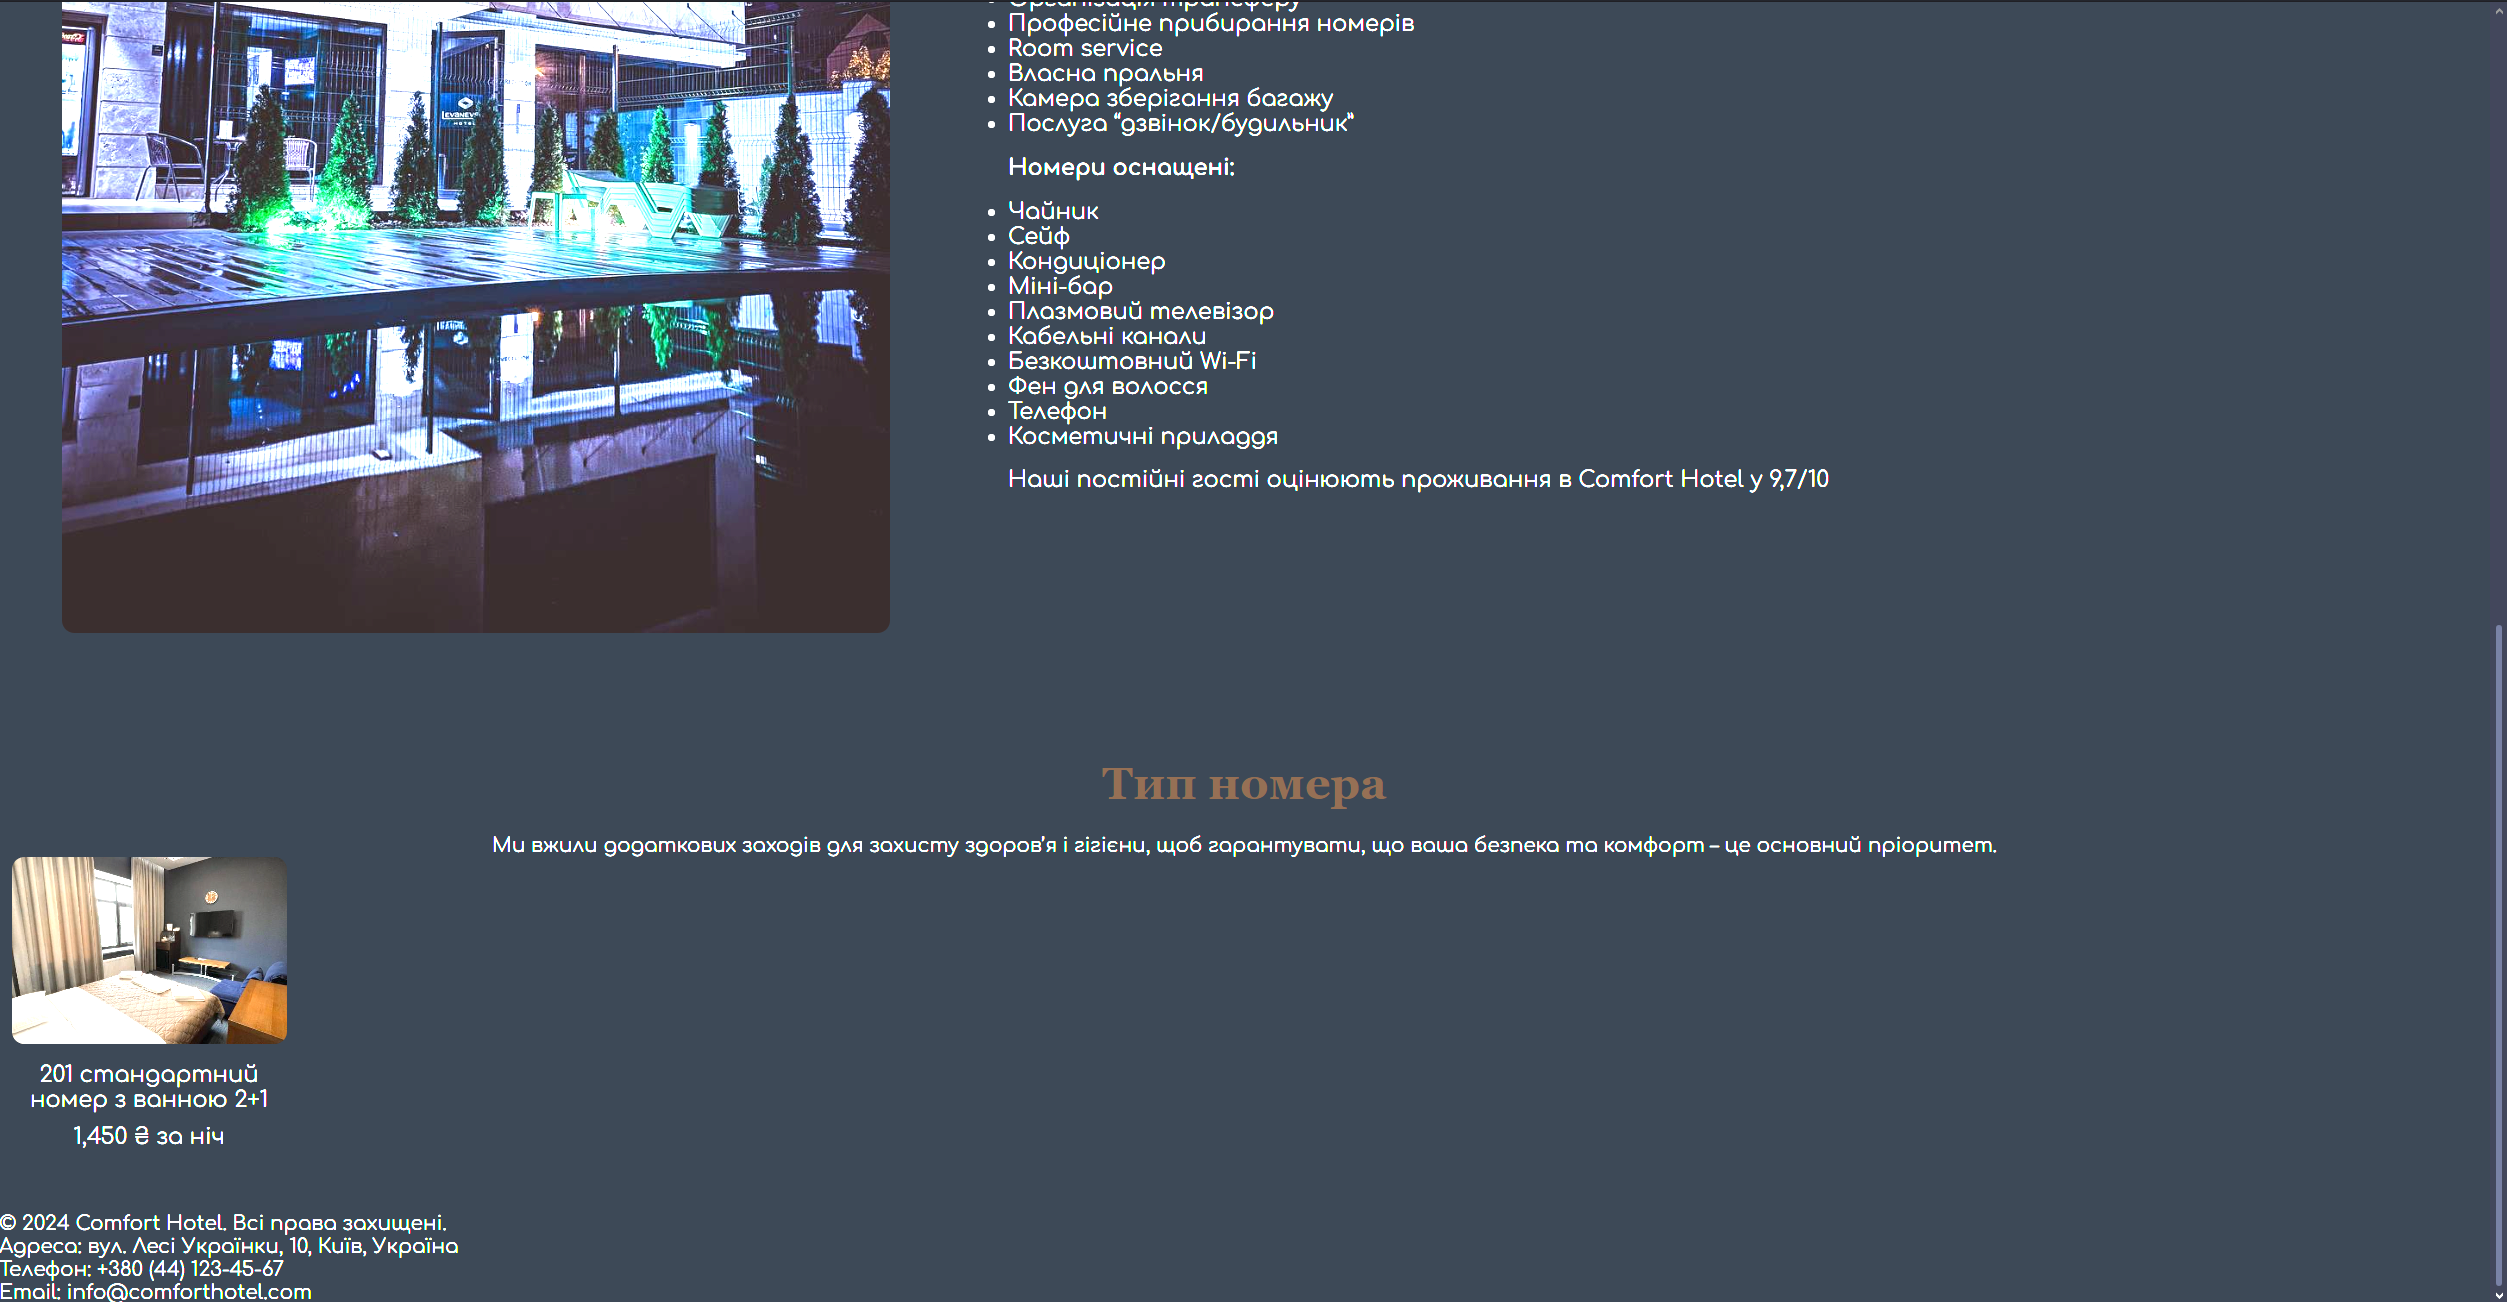 Організація трансферу
Професійне прибирання номерів
Room service
Власна пральня
Камера зберігання багажу
Послуга “дзвінок/будильник”
Номери оснащені:
Чайник
Сейф
Кондиціонер
Міні-бар
Плазмовий телевізор
Кабельні канали
Безкоштовний Wi-Fi
Фен для волосся
Телефон
Косметичні приладдя
Наші постійні гості оцінюють проживання в Comfort Hotel у 9,7/10
Тип номера
Ми вжили додаткових заходів для захисту здоров’я і гігієни, щоб гарантувати, що ваша безпека та комфорт – це основний пріоритет.
201 стандартний
номер з ванною 2+1
1,450 ₴ за ніч
© 2024 Comfort Hotel. Всі права захищені.
Адреса: вул. Лесі Українки, 10, Київ, Україна
Телефон: +380 (44) 123-45-67
Email: info@comforthotel.com